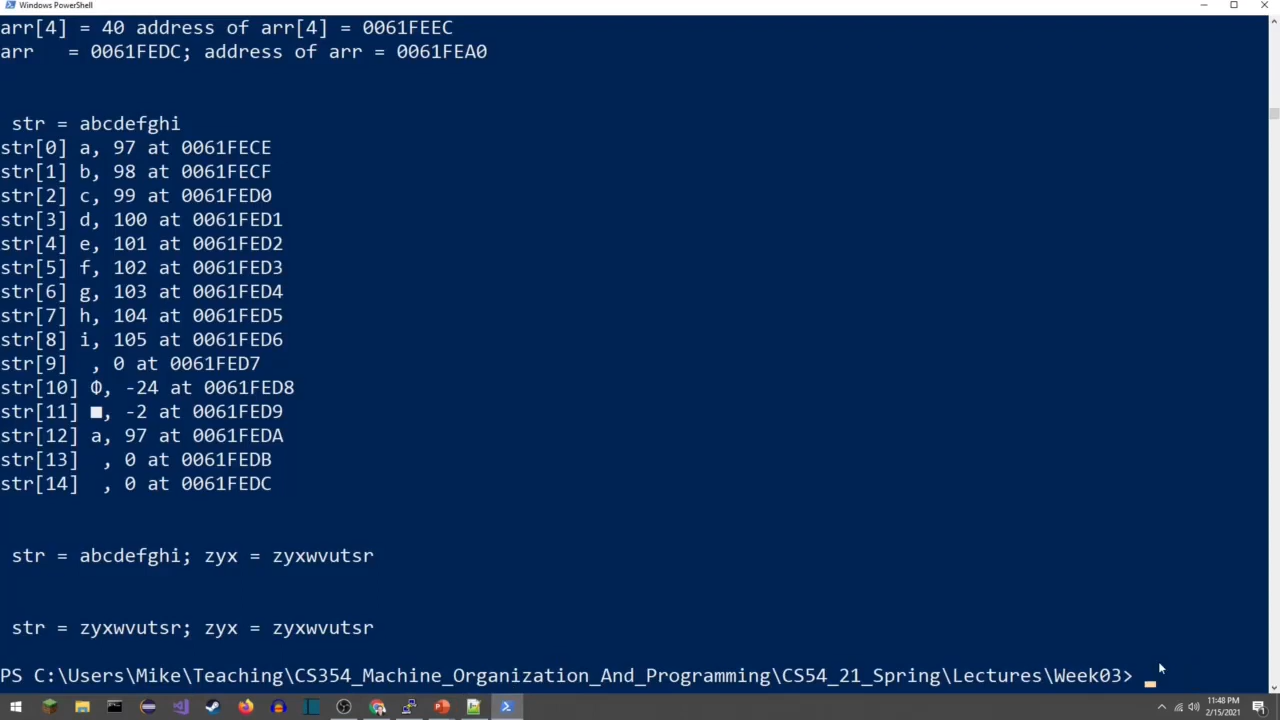 Windows PowerShell
arr[4] = 40 address of arr[4] = 0061FEEC
arr   = 0061FEDC; address of arr = 0061FEA0
str = abcdefghi
str[0] a, 97 at 0061FECE
str[1] b, 98 at 0061FECF
str[2] c, 99 at 0061FED0
str[3] d, 100 at 0061FED1
str[4] e, 101 at 0061FED2
str[5] f, 102 at 0061FED3
str[6] g, 103 at 0061FED4
str[7] h, 104 at 0061FED5
str[8] i, 105 at 0061FED6
str[9]  , 0 at 0061FED7
str[10] Φ, -24 at 0061FED8
str[11] ■, -2 at 0061FED9
str[12] a, 97 at 0061FEDA
str[13]  , 0 at 0061FEDB
str[14]  , 0 at 0061FEDC
str = abcdefghi; zyx = zyxwvutsr
str = zyxwvutsr; zyx = zyxwvutsr
PS C:\Users\Mike\Teaching\CS354_Machine_Organization_And_Programming\CS54_21_Spring\Lectures\Week03>
11:48 PM
2/15/2021